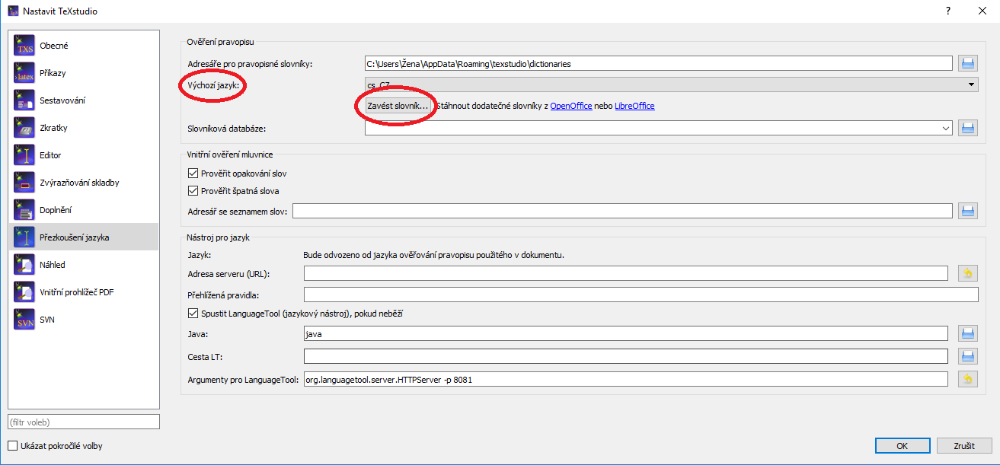 Nastavit TeXstudio
?
TXS Obecné
latex Příkazy
Sestavování
Zkratky
Editor
Zvýrazňování skladby
Doplnění
Přezkoušení jazyka
Náhled
Vnitřní prohlížeč PDF
SVN SVN
(filtr voleb)
Ukázat pokročilé volby
Ověření pravopisu
Adresáře pro pravopisné slovníky: C:\Users\Žena\AppData\Roaming\texstudio\dictionaries
Výchozí jazyk: cs_CZ
Zavést slovník... Stáhnout dodatečné slovníky z OpenOffice nebo LibreOffice
Slovníková databáze:
Vnitřní ověření mluvnice
Prověřit opakování slov
Prověřit špatná slova
Adresář se seznamem slov:
Nástroj pro jazyk
Jazyk: Bude odvozeno od jazyka ověřování pravopisu použitého v dokumentu.
Adresa serveru (URL):
Přehlížená pravidla:
Spustit LanguageTool (jazykový nástroj), pokud neběží
Java: java
Cesta LT:
Argumenty pro LanguageTool: org.languagetool.server.HTTPServer -p 8081
OK Zrušit